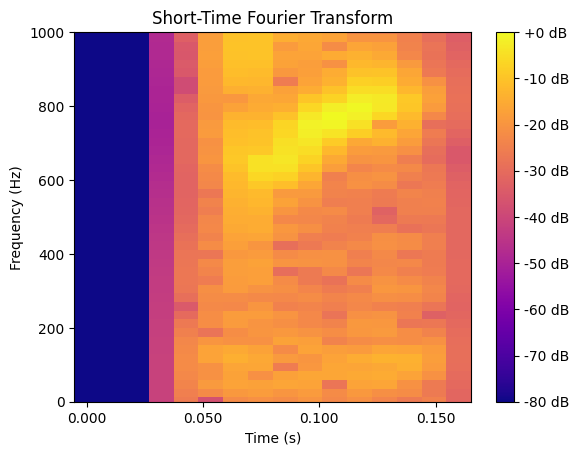 Short-Time Fourier Transform
1000
800
600
400
200
0
Frequency (Hz)
0.000
0.050
0.100
0.150
Time (s)
+0 dB
-10 dB
-20 dB
-30 dB
-40 dB
-50 dB
-60 dB
-70 dB
-80 dB